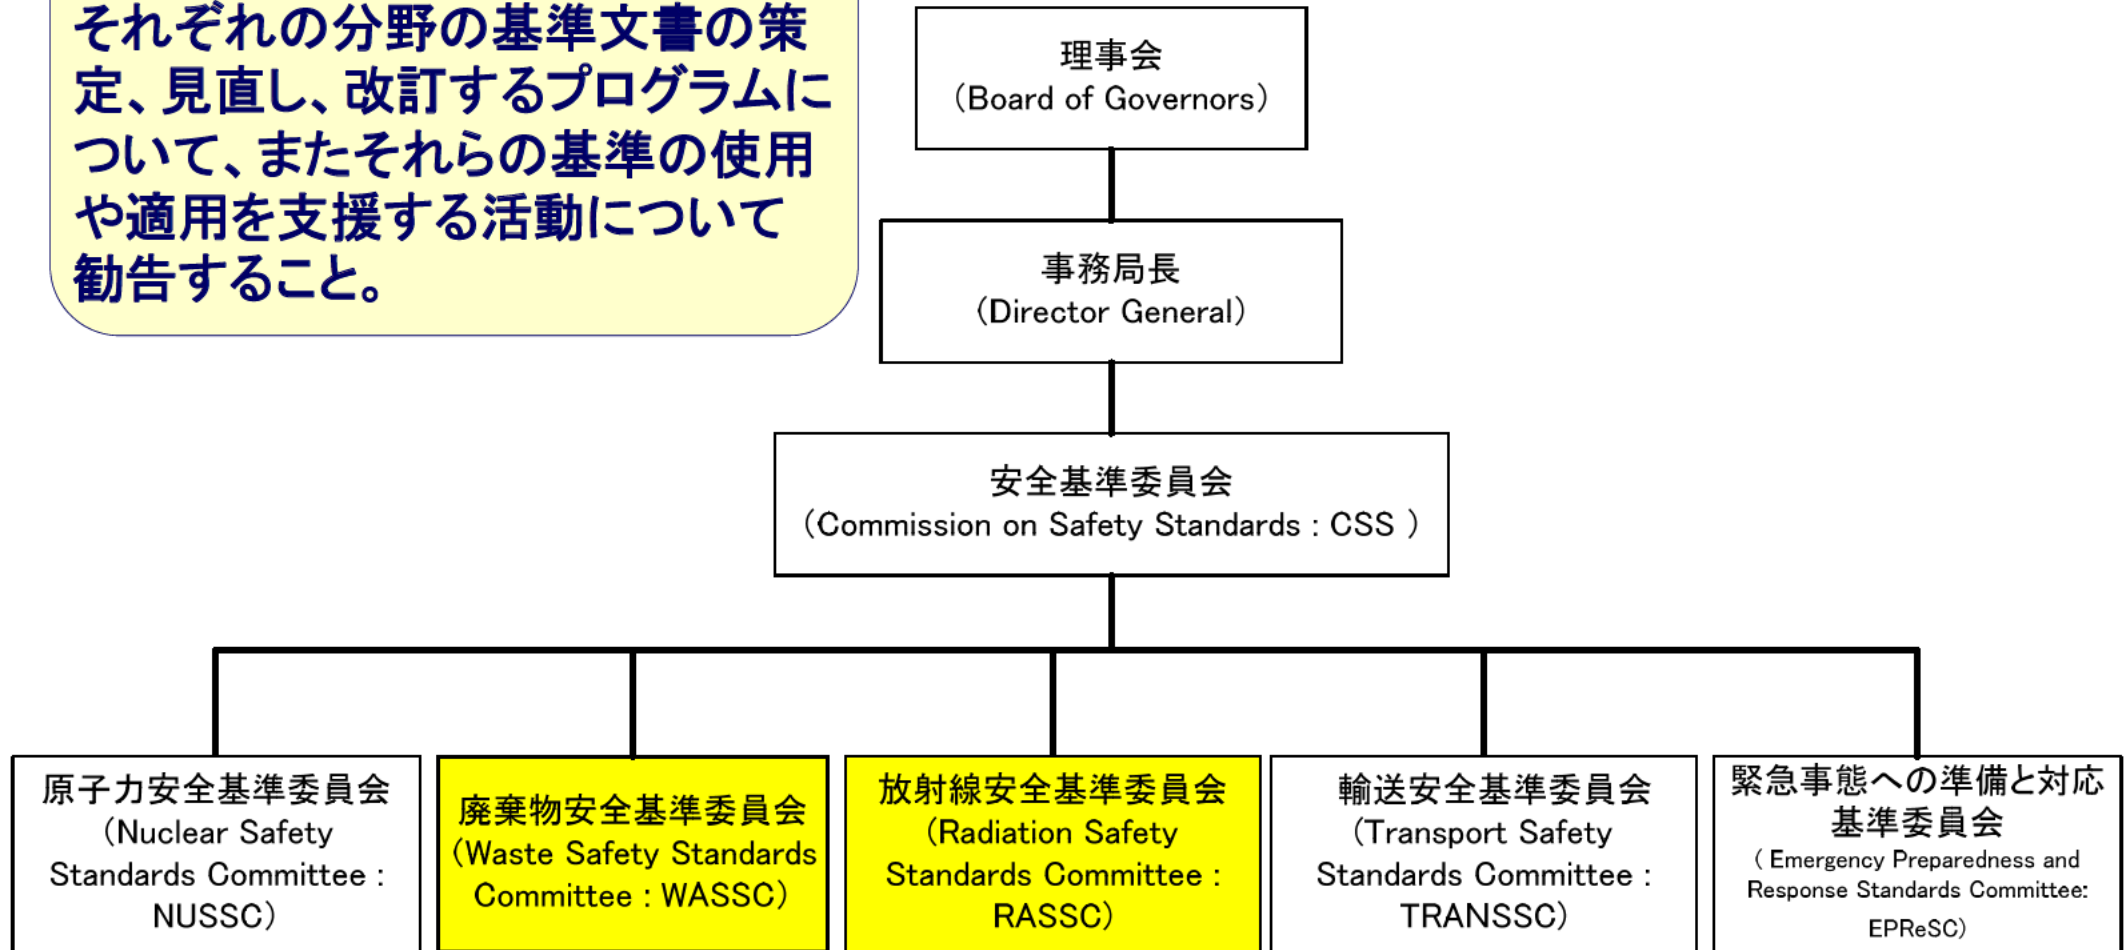 それぞれの分野の基準文書の策
定、見直し、改訂するプログラムに
ついて、またそれらの基準の使用
や適用を支援する活動について
勧告すること。
理事会
（Board of Governors）
事務局長
（Director General）
安全基準委員会
（Commission on Safety Standards : CSS ）
原子力安全基準委員会
（Nuclear Safety
Standards Committee :
NUSSC）
廃棄物安全基準委員会
（Waste Safety Standards
Committee : WASSC）
放射線安全基準委員会
（Radiation Safety
Standards Committee :
RASSC）
輸送安全基準委員会
（Transport Safety
Standards Committee :
TRANSSC）
緊急事態への準備と対応
基準委員会
（ Emergency Preparedness and
Response Standards Committee:
EPReSC）